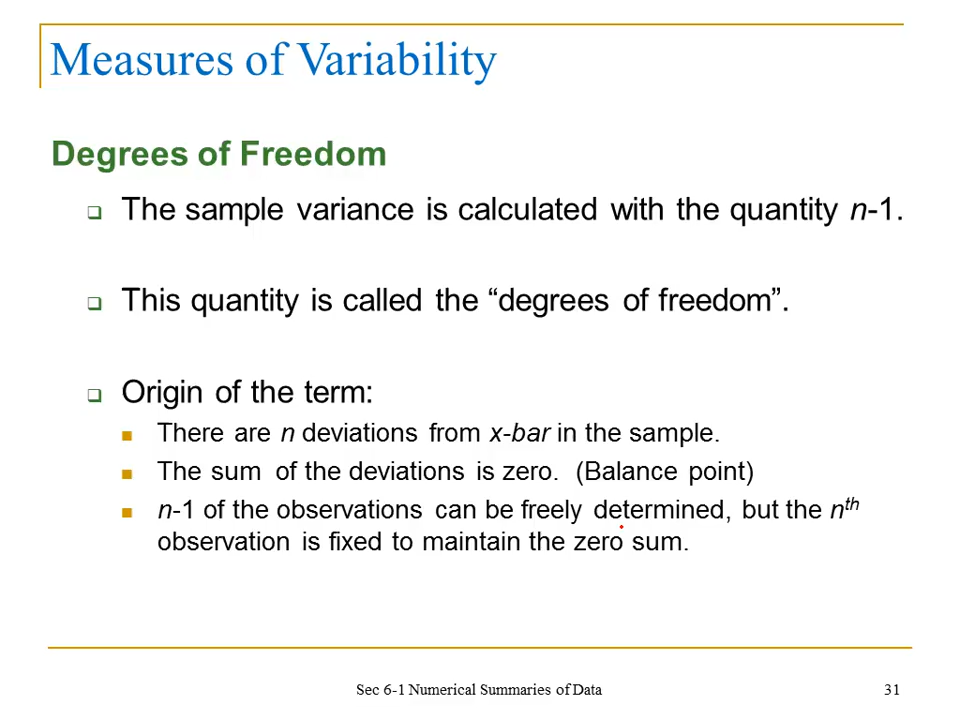 Measures of Variability
Degrees of Freedom
The sample variance is calculated with the quantity n-1.
This quantity is called the “degrees of freedom”.
Origin of the term:
There are n deviations from x-bar in the sample.
The sum of the deviations is zero. (Balance point)
n-1 of the observations can be freely determined, but the nth
observation is fixed to maintain the zero sum.
Sec 6-1 Numerical Summaries of Data 31